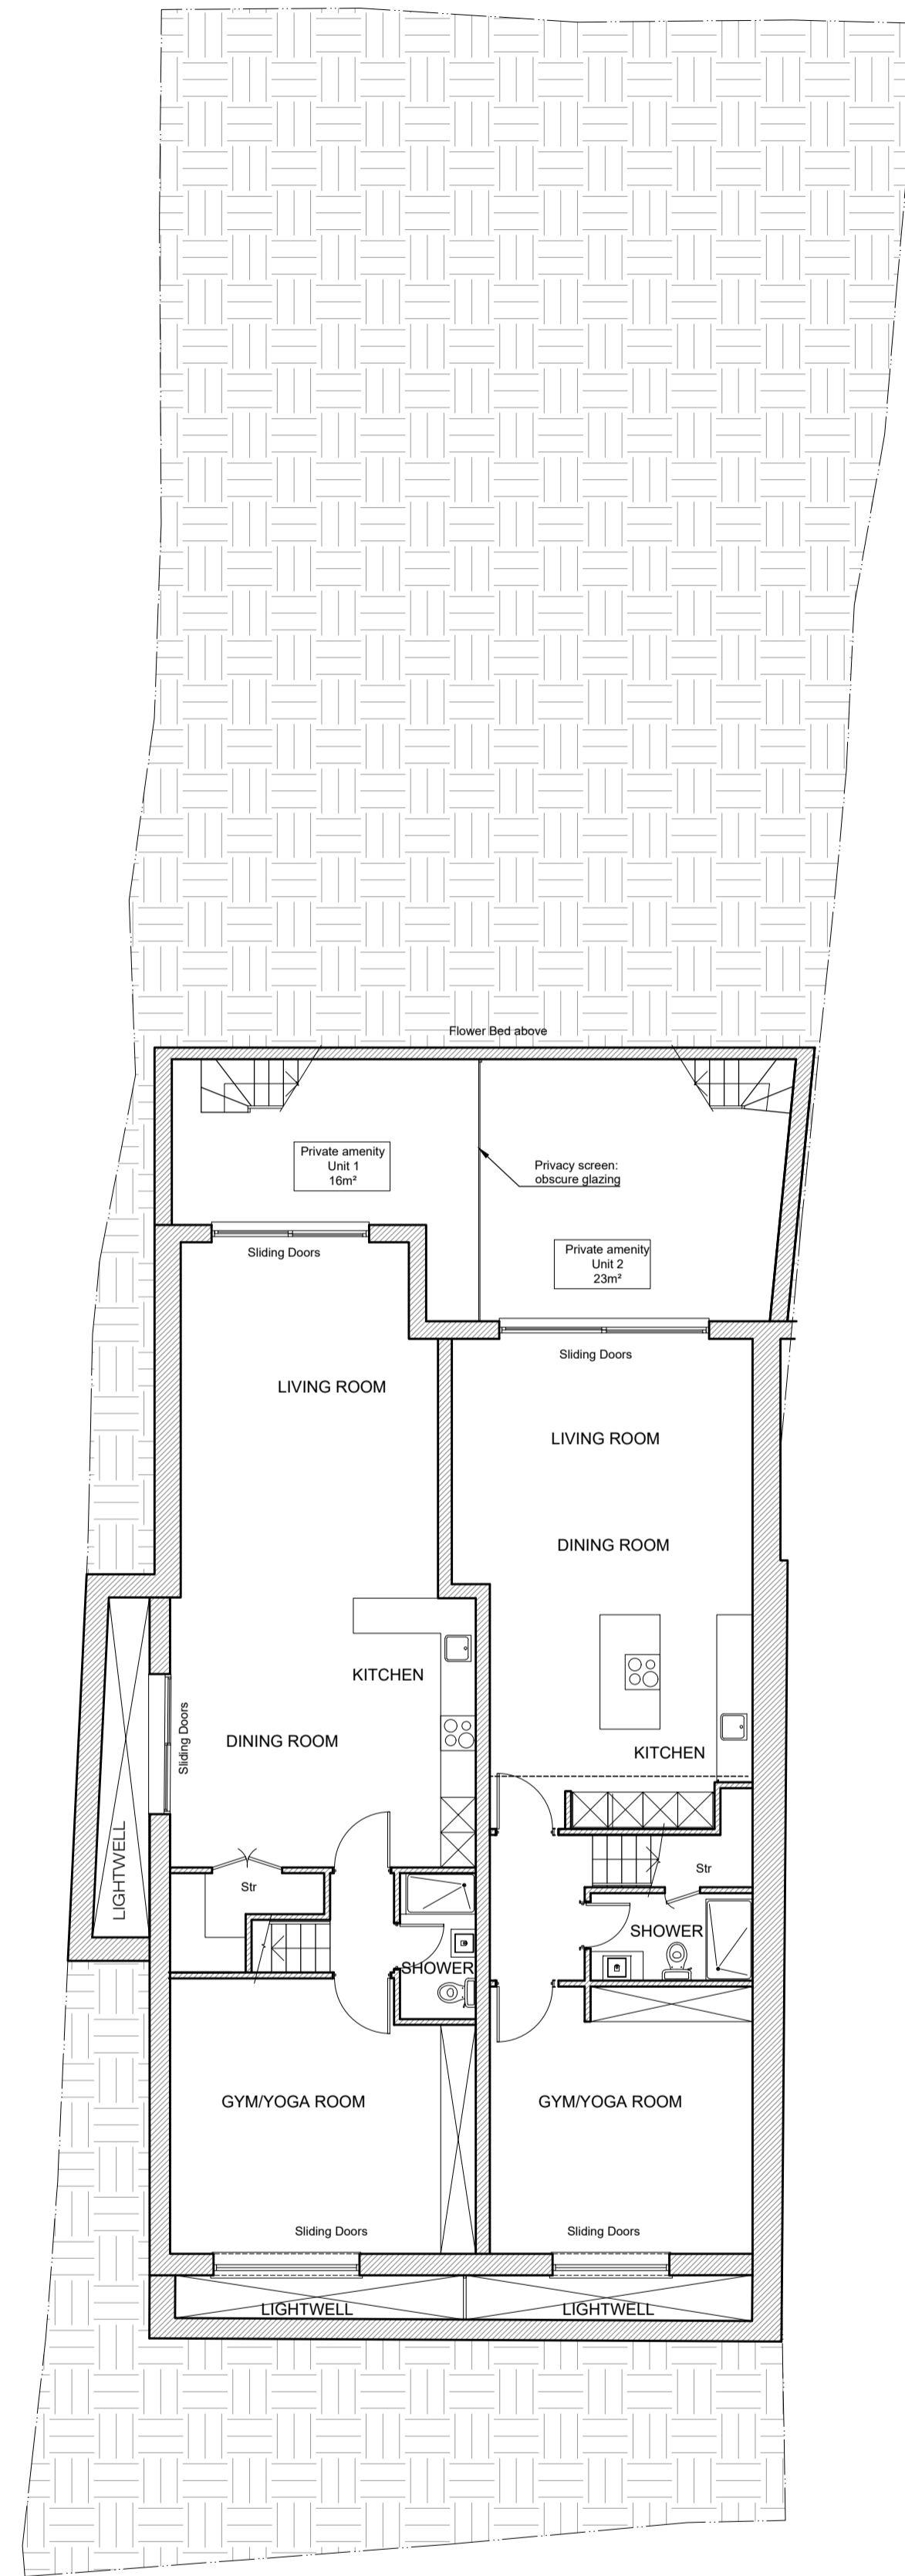 Flower Bed above
Private amenity
Unit 1
16m²
Privacy screen:
obscure glazing
Private amenity
Unit 2
23m²
Sliding Doors
Sliding Doors
LIVING ROOM
LIVING ROOM
DINING ROOM
KITCHEN
Sliding Doors
DINING ROOM
KITCHEN
LIGHTWELL
Str
Str
SHOWER
SHOWER
GYM/YOGA ROOM
GYM/YOGA ROOM
Sliding Doors
Sliding Doors
LIGHTWELL
LIGHTWELL